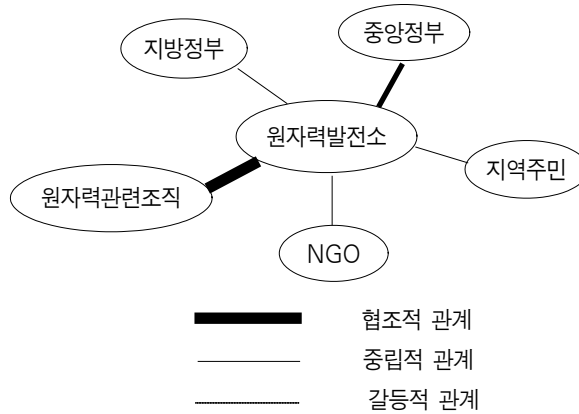 중앙정부
지방정부
원자력발전소
지역주민
원자력관련조직
NGO
협조적 관계
중립적 관계
갈등적 관계